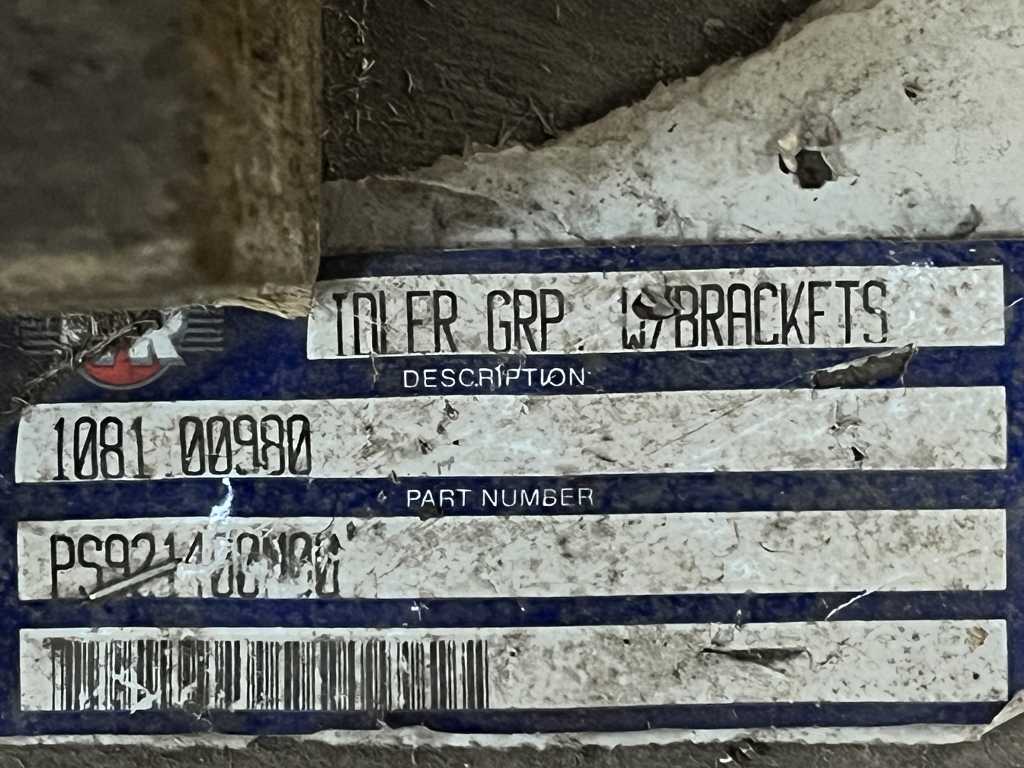 IDLER GRP. W/BRACKETS
DESCRIPTION
1081 00980
PART NUMBER